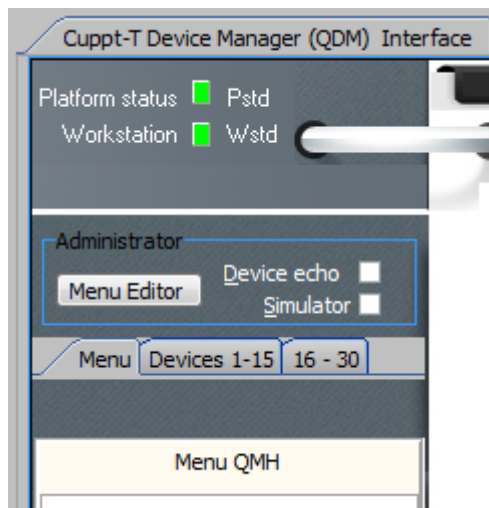 Cuppt-T Device Manager (QDM) Interface
Platform status Pstd
Workstation Wstd
Administrator
Menu Editor
Device echo
Simulator
Menu Devices 1-15 16 - 30
Menu QMH